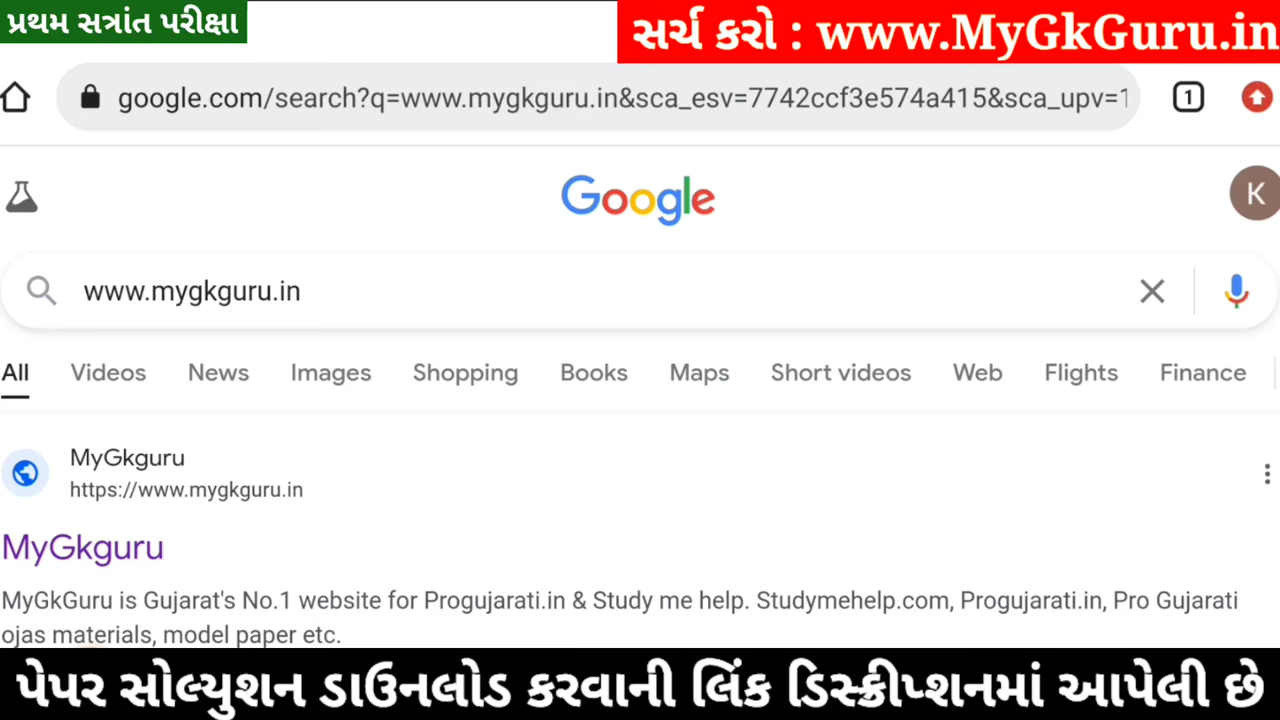 પ્રથમ સત્રાંત પરીક્ષા
સર્ચ કરો : www.MyGkGuru.in
google.com/search?q=www.mygkguru.in&sca_esv=7742ccf3e574a415&sca_upv=1
1
Google
K
www.mygkguru.in
All Videos News Images Shopping Books Maps Short videos Web Flights Finance
MyGkguru
https://www.mygkguru.in
MyGkguru
MyGkGuru is Gujarat's No.1 website for Progujarati.in & Study me help. Studymehelp.com, Progujarati.in, Pro Gujarati
ojas materials, model paper etc.
પેપર સોલ્યુશન ડાઉનલોડ કરવાની લિંક ડિસ્ક્રીપ્શનમાં આપેલી છે